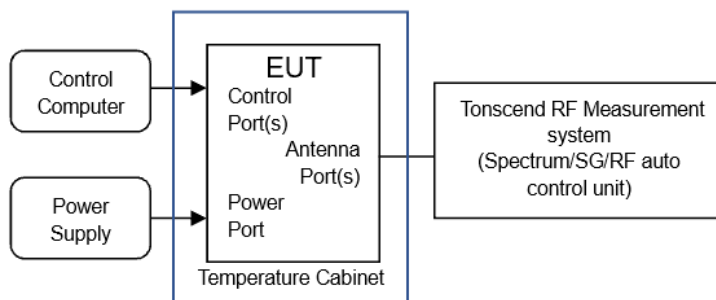 Control
Computer
Power
Supply
EUT
Control
Port(s)
Antenna
Port(s)
Power
Port
Temperature Cabinet
Tonscend RF Measurement
system
(Spectrum/SG/RF auto
control unit)